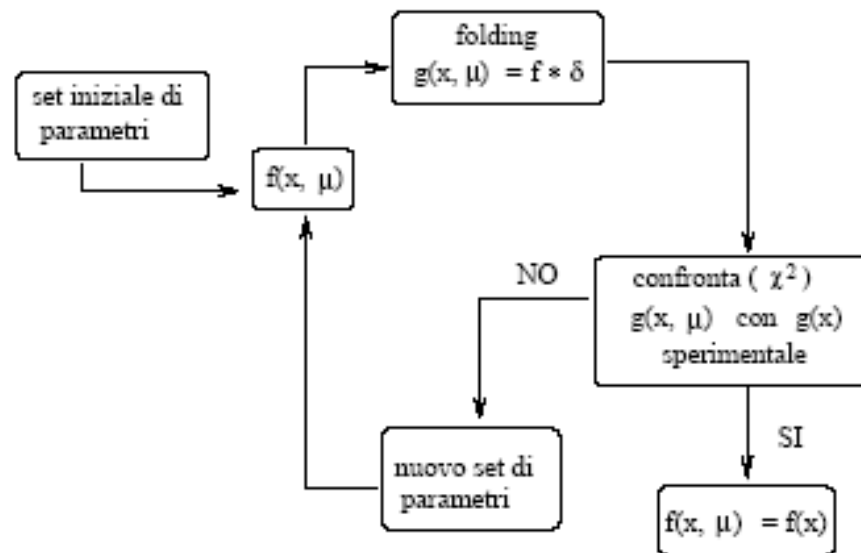 set iniziale di
parametri
f(x, μ)
folding
g(x, μ) = f * δ
confronta ( χ²)
g(x, μ) con g(x)
sperimentale
NO
nuovo set di
parametri
SI
f(x, μ) = f(x)